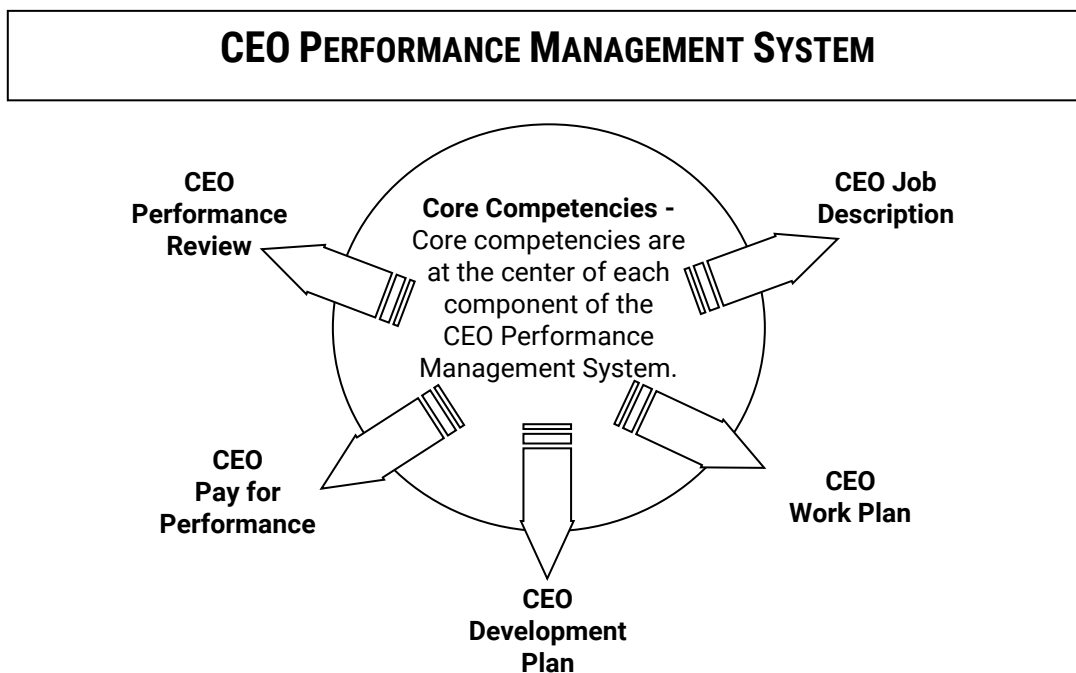 CEO PERFORMANCE MANAGEMENT SYSTEM
CEO
Performance
Review
Core Competencies -
Core competencies are
at the center of each
component of the
CEO Performance
Management System.
CEO Job
Description
CEO
Pay for
Performance
CEO
Work Plan
CEO
Development
Plan